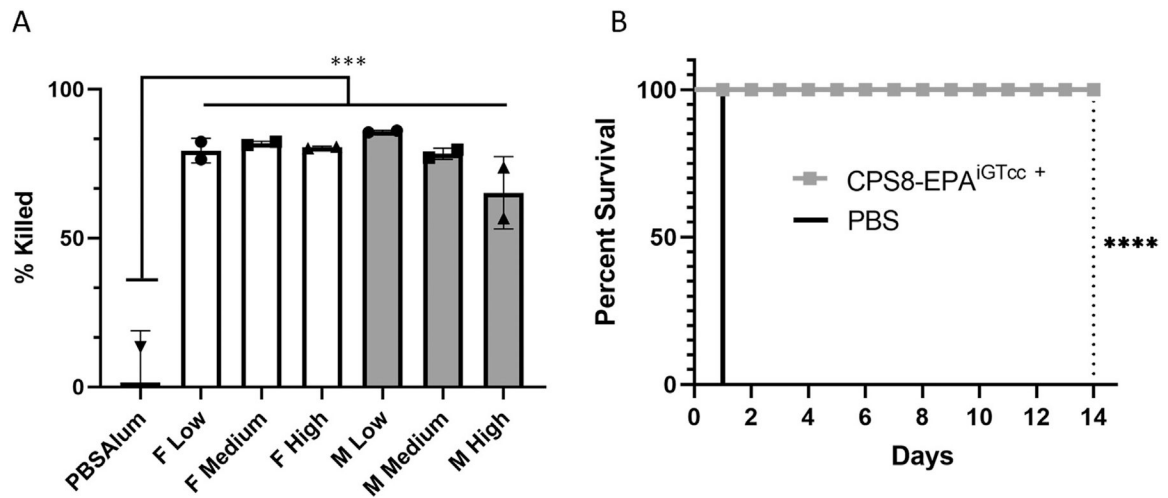 A
***
100
50
0
% Killed
PBSAlum
F Low
F Medium
F High
M Low
M Medium
M High
B
100
50
0
Percent Survival
CPS8-EPA^iGTcc +
PBS
****
0 2 4 6 8 10 12 14
Days